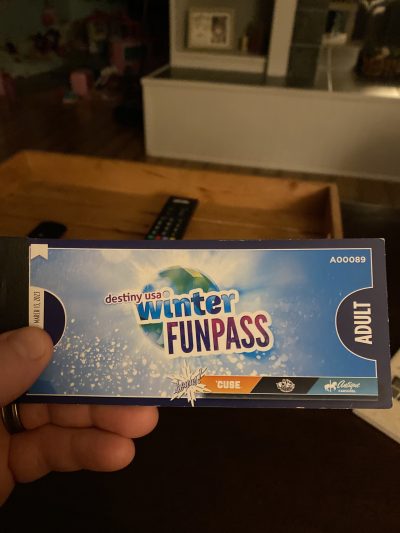 A00089
destiny usa
winter
FUNPASS
ADULT
'CUSE
Antique